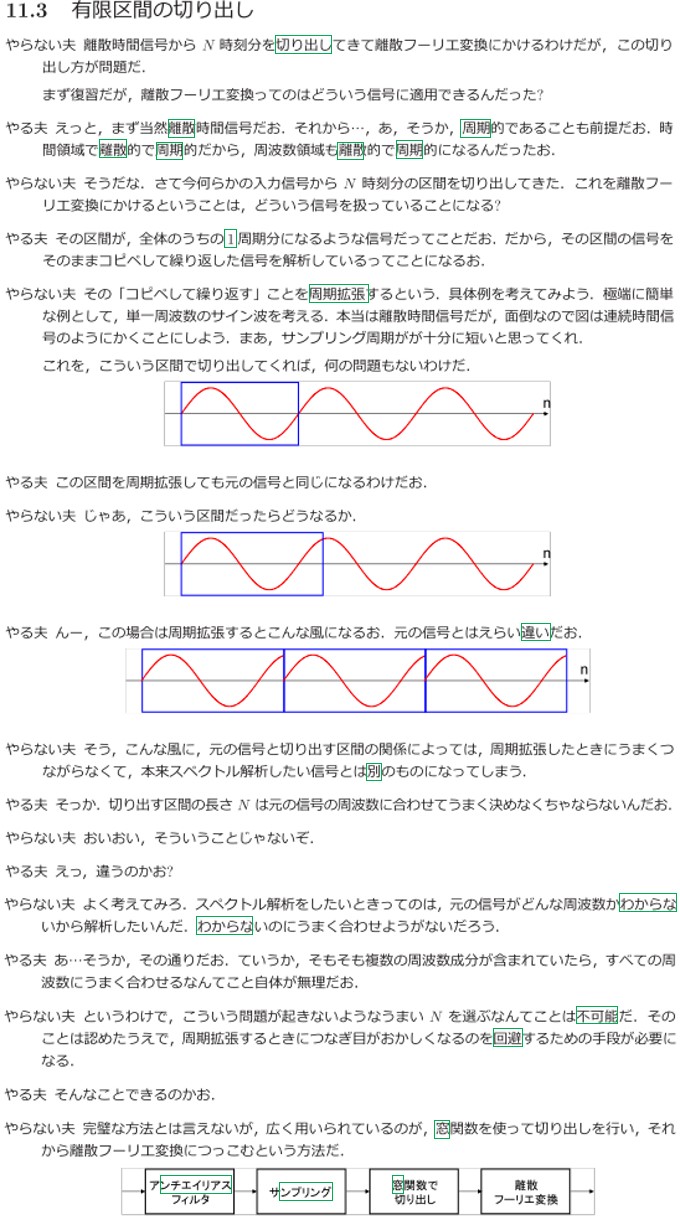 11.3 有限区間の切り出し
やらない夫 離散時間信号から N 時刻分を切り出してきて離散フーリエ変換にかけるわけだが，この切り
出し方が問題だ．
まず復習だが，離散フーリエ変換ってのはどういう信号に適用できるんだった?
やる夫 えっと，まず当然離散時間信号だお．それから…，あ，そうか，周期的であることも前提だお．時
間領域で離散的で周期的だから，周波数領域も離散的で周期的になるんだったお．
やらない夫 そうだな．さて今何らかの入力信号から N 時刻分の区間を切り出してきた．これを離散フー
リエ変換にかけるということは，どういう信号を扱っていることになる?
やる夫 その区間が，全体のうちの1周期分になるような信号だってことだお．だから，その区間の信号を
そのままコピペして繰り返した信号を解析しているってことになるお．
やらない夫 その「コピペして繰り返す」ことを周期拡張するという．具体例を考えてみよう．極端に簡単
な例として，単一周波数のサイン波を考える．本当は離散時間信号だが，面倒なので図は連続時間信
号のようにかくことにしよう．まあ，サンプリング周期がが十分に短いと思ってくれ．
これを，こういう区間で切り出してくれば，何の問題もないわけだ．
n
やる夫 この区間を周期拡張しても元の信号と同じになるわけだお．
やらない夫 じゃあ，こういう区間だったらどうなるか．
n
やる夫 んー，この場合は周期拡張するとこんな風になるお．元の信号とはえらい違いだお．
n
やらない夫 そう，こんな風に，元の信号と切り出す区間の関係によっては，周期拡張したときにうまくつ
ながらなくて，本来スペクトル解析したい信号とは別のものになってしまう．
やる夫 そっか．切り出す区間の長さ N は元の信号の周波数に合わせてうまく決めなくちゃならないんだお．
やらない夫 おいおい，そういうことじゃないぞ．
やる夫 えっ，違うのかお?
やらない夫 よく考えてみろ．スペクトル解析をしたいときってのは，元の信号がどんな周波数かわからな
いから解析したいんだ．わからないのにうまく合わせようがないだろう．
やる夫 あ…そうか，その通りだお．ていうか，そもそも複数の周波数成分が含まれていたら，すべての周
波数にうまく合わせるなんてこと自体が無理だお．
やらない夫 というわけで，こういう問題が起きないようなうまい N を選ぶなんてことは不可能だ．その
ことは認めたうえで，周期拡張するときにつなぎ目がおかしくなるのを回避するための手段が必要に
なる．
やる夫 そんなことできるのかお．
やらない夫 完璧な方法とは言えないが，広く用いられているのが，窓関数を使って切り出しを行い，それ
から離散フーリエ変換につっこむという方法だ．
アンチエイリアス
フィルタ
サンプリング
窓関数で
切り出し
離散
フーリエ変換